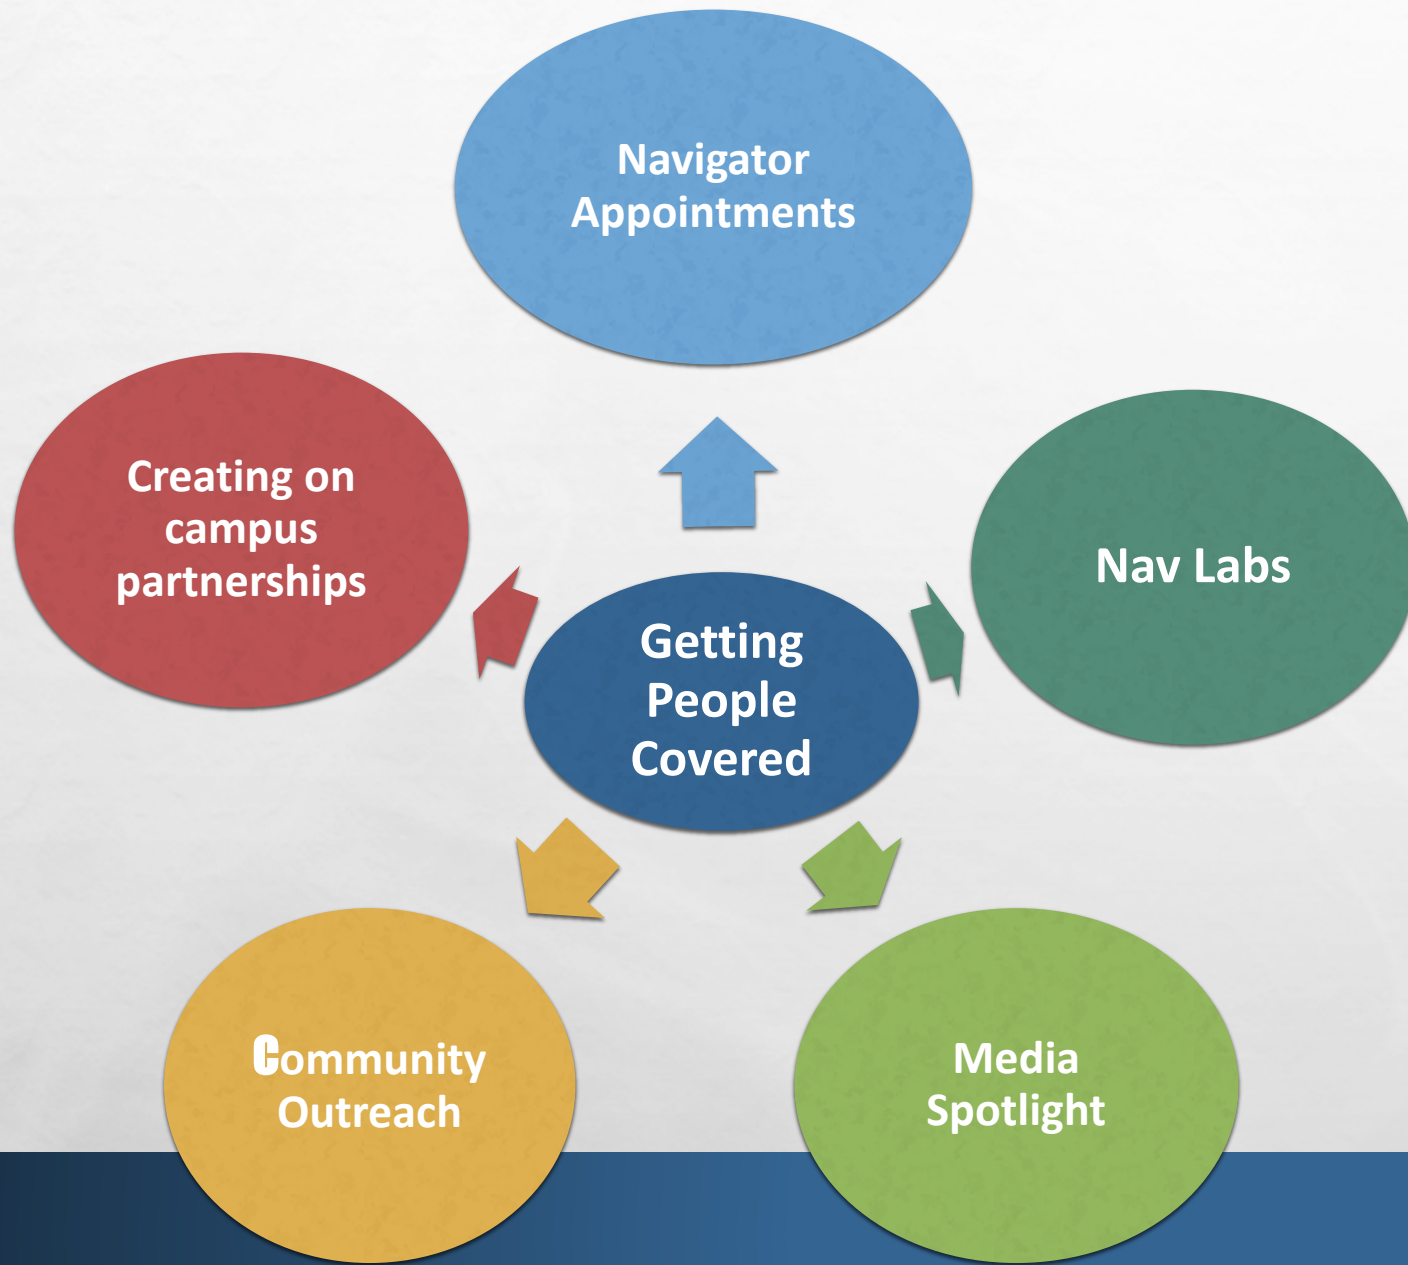 Navigator
Appointments
Creating on
campus
partnerships
Nav Labs
Getting
People
Covered
Community
Outreach
Media
Spotlight